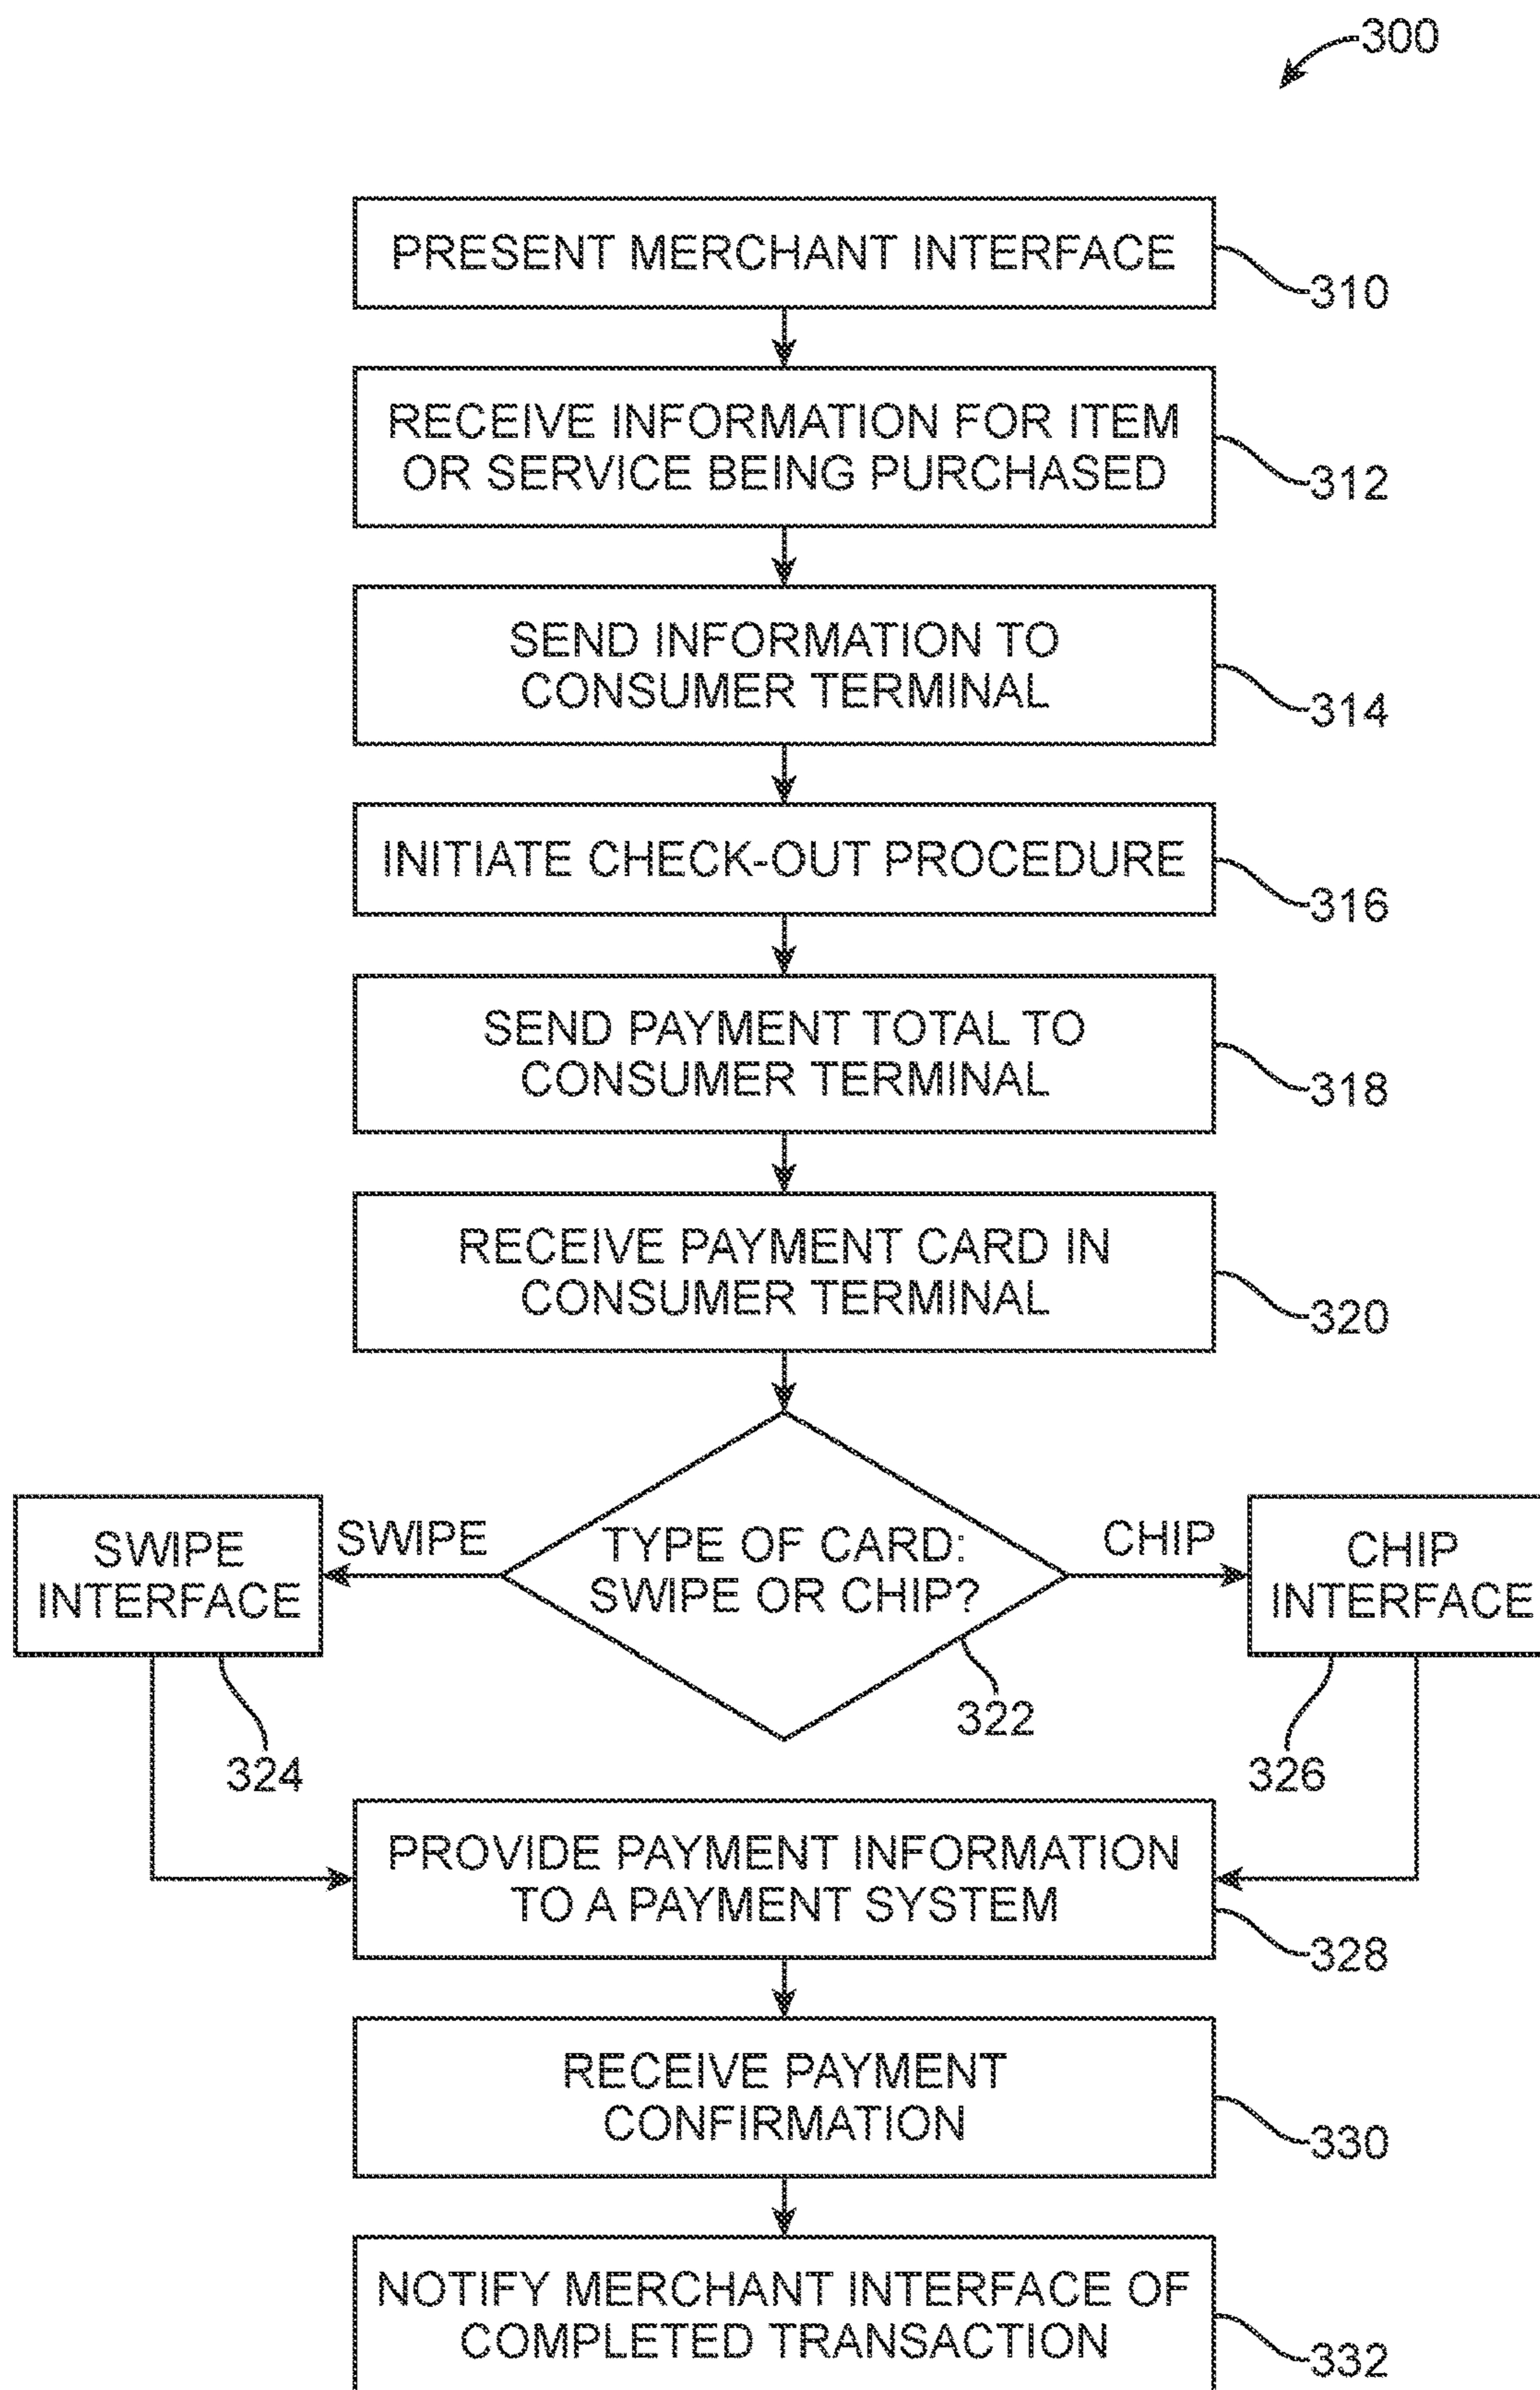 300
PRESENT MERCHANT INTERFACE
310
RECEIVE INFORMATION FOR ITEM
OR SERVICE BEING PURCHASED
312
SEND INFORMATION TO
CONSUMER TERMINAL
314
INITIATE CHECK-OUT PROCEDURE
316
SEND PAYMENT TOTAL TO
CONSUMER TERMINAL
318
RECEIVE PAYMENT CARD IN
CONSUMER TERMINAL
320
SWIPE
INTERFACE
SWIPE
TYPE OF CARD:
SWIPE OR CHIP?
CHIP
CHIP
INTERFACE
322
324
326
PROVIDE PAYMENT INFORMATION
TO A PAYMENT SYSTEM
328
RECEIVE PAYMENT
CONFIRMATION
330
NOTIFY MERCHANT INTERFACE OF
COMPLETED TRANSACTION
332